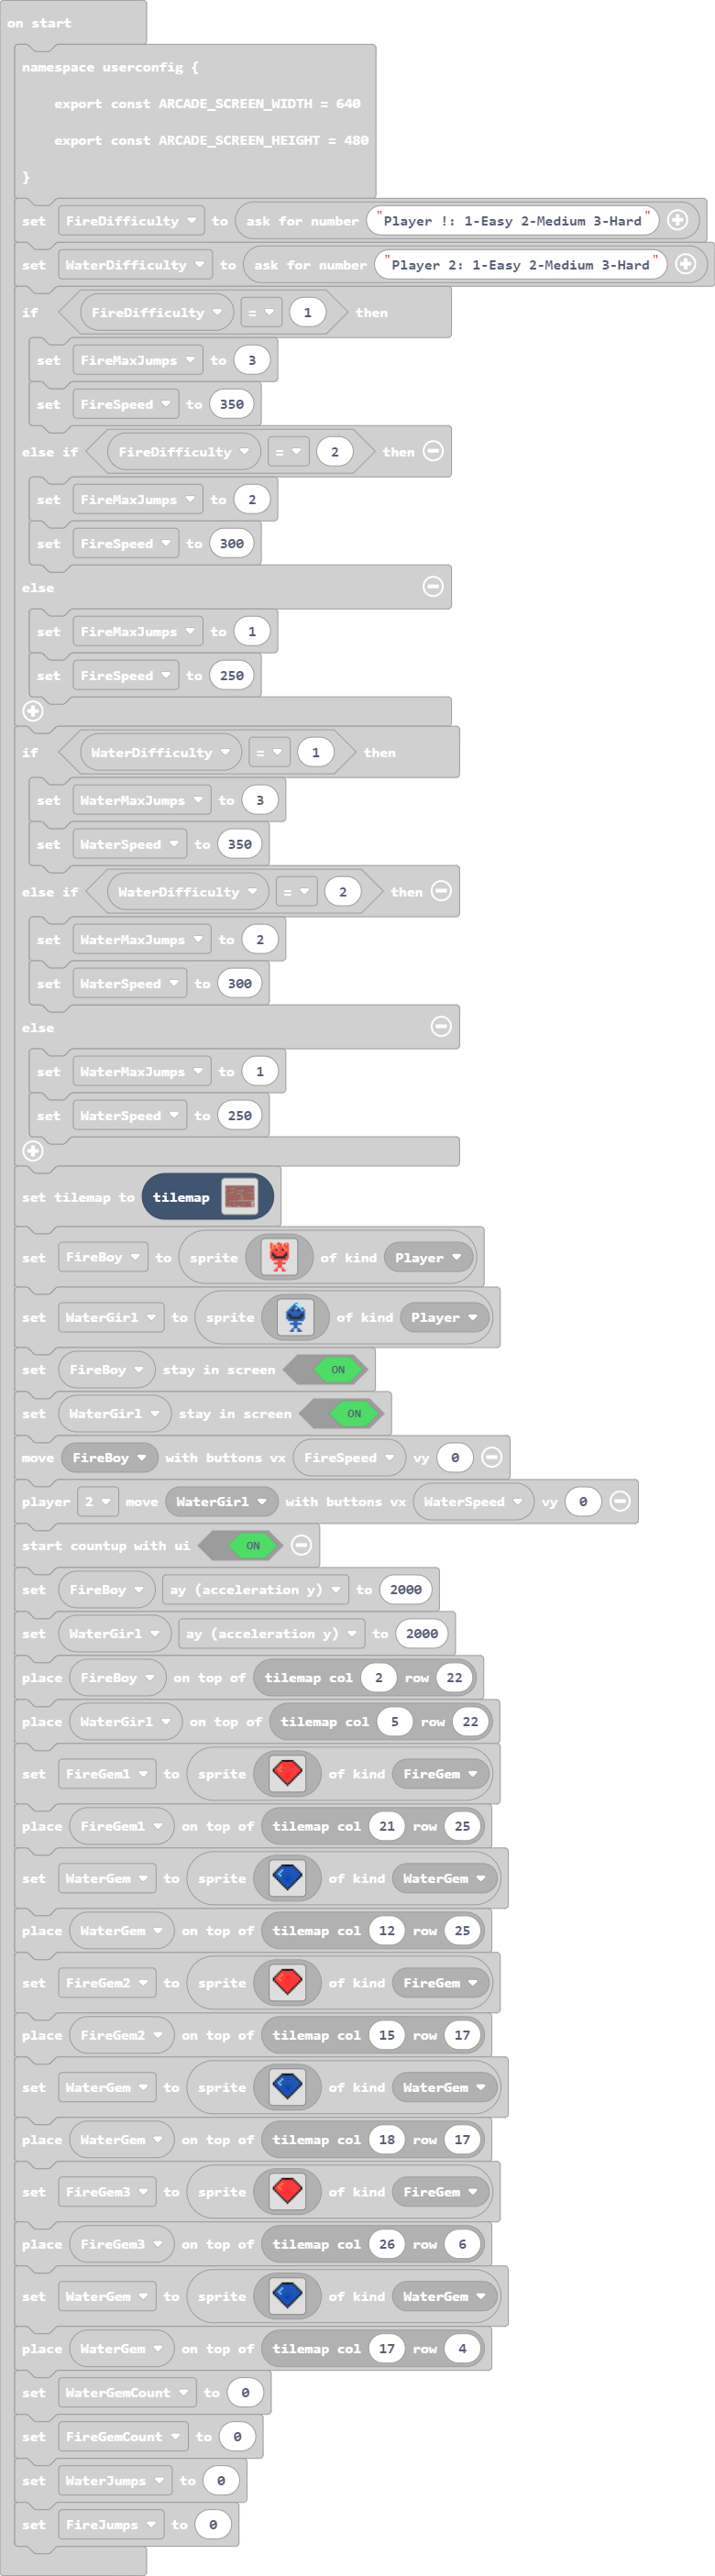 on start
namespace userconfig {
export const ARCADE_SCREEN_WIDTH = 640
export const ARCADE_SCREEN_HEIGHT = 480
}
set FireDifficulty to ask for number "Player !: 1-Easy 2-Medium 3-Hard"
set WaterDifficulty to ask for number "Player 2: 1-Easy 2-Medium 3-Hard"
if FireDifficulty = 1 then
set FireMaxJumps to 3
set FireSpeed to 350
else if FireDifficulty = 2 then
set FireMaxJumps to 2
set FireSpeed to 300
else
set FireMaxJumps to 1
set FireSpeed to 250
if WaterDifficulty = 1 then
set WaterMaxJumps to 3
set WaterSpeed to 350
else if WaterDifficulty = 2 then
set WaterMaxJumps to 2
set WaterSpeed to 300
else
set WaterMaxJumps to 1
set WaterSpeed to 250
set tilemap to tilemap
set FireBoy to sprite of kind Player
set WaterGirl to sprite of kind Player
set FireBoy stay in screen ON
set WaterGirl stay in screen ON
move FireBoy with buttons vx FireSpeed vy 0
player 2 move WaterGirl with buttons vx WaterSpeed vy 0
start countup with ui ON
set FireBoy ay (acceleration y) to 2000
set WaterGirl ay (acceleration y) to 2000
place FireBoy on top of tilemap col 2 row 22
place WaterGirl on top of tilemap col 5 row 22
set FireGem1 to sprite of kind FireGem
place FireGem1 on top of tilemap col 21 row 25
set WaterGem to sprite of kind WaterGem
place WaterGem on top of tilemap col 12 row 25
set FireGem2 to sprite of kind FireGem
place FireGem2 on top of tilemap col 15 row 17
set WaterGem to sprite of kind WaterGem
place WaterGem on top of tilemap col 18 row 17
set FireGem3 to sprite of kind FireGem
place FireGem3 on top of tilemap col 26 row 6
set WaterGem to sprite of kind WaterGem
place WaterGem on top of tilemap col 17 row 4
set WaterGemCount to 0
set FireGemCount to 0
set WaterJumps to 0
set FireJumps to 0